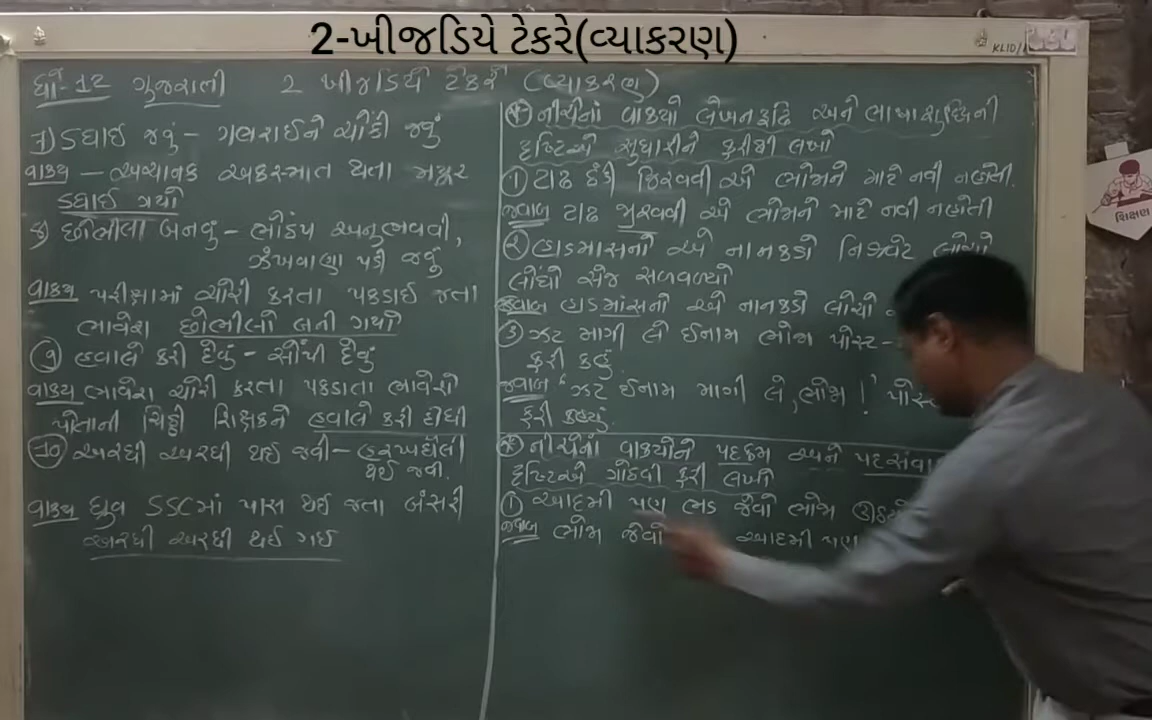 2-ખીજડિયે ટેકરે(વ્યાકરણ)
ધો-12 ગુજરાતી 2 ખીજડિયે ટેકરે (વ્યાકરણ)
7) ડઘાઈ જવું - ગભરાઈને ચોંકી જવું
વાક્ય - અચાનક અકસ્માત થતા
ડઘાઈ ગયો
8) છોભીલા બનવું - ભોંઠપ અનુભવવી,
ઝંખવાણા પડી જવું
વાક્ય પરીક્ષામાં ચોરી કરતા પકડાઈ જતા
ભાવેશ છોભીલો બની ગયો
9 હવાલે કરી દેવું - સોંપી દેવું
વાક્ય ભાવેશ ચોરી કરતા પકડાતા ભાવેશે
પોતાની ચિઠ્ઠી શિક્ષકને હવાલે કરી દીધી
10 અરધી અરધી થઈ જવી - હરખઘેલી
થઈ જવી.
વાક્ય ધ્રુવ SSCમાં પાસ થઈ જતા બંસરી
અરધી અરધી થઈ ગઈ
* નીચેનાં વાક્યો લેખનરૂઢિ અને ભાષાશુદ્ધિની
દૃષ્ટિએ સુધારીને ફરીથી લખો
1 ટાઢ ઠંડી જિરવવી એ ભોમને માટે નવી નહોતી.
જવાબ ટાઢ જીરવવી એ ભોમને માટે નવી નહોતી
2 હાડમાસનો એ નાનકડો નિશ્ચેટ લોચો
લોંઘો સેજ સળવળ્યો
જવાબ હાડમાંસનો એ નાનકડો લોચો
3 ઝટ માગી લે ઈનામ ભોમ પોસ્ટ-
ફરી કહ્યું.
જવાબ "ઝટ ઈનામ માગી લે, ભોમ!" પોસ્ટ
ફરી કહ્યું.
* નીચેનાં વાક્યોને પદક્રમ અને પદસંવા
દૃષ્ટિએ ગોઠવી ફરી લખો
1 આદમી પણ ભડ જેવો ભોમ
જવાબ ભોમ જેવો આદમી પણ
KLID/
શિક્ષણ